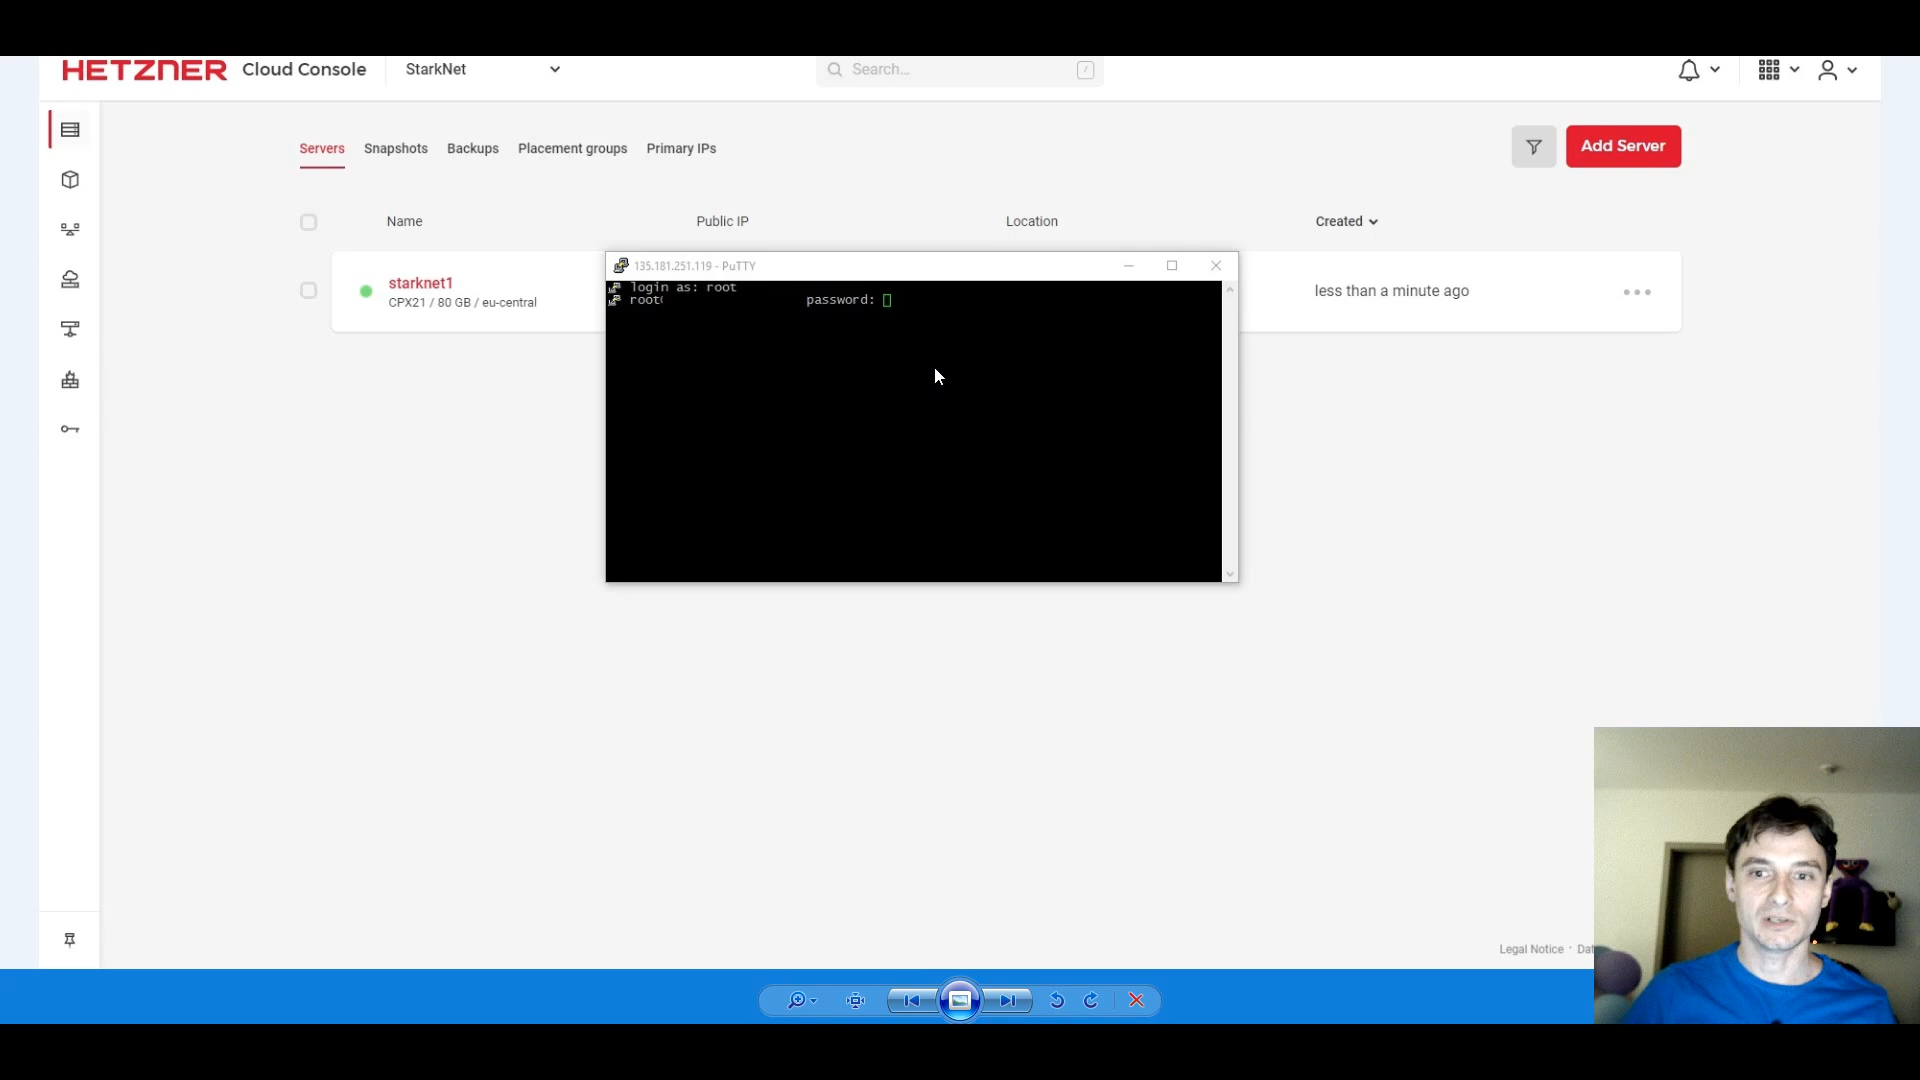 HETZNER Cloud Console StarkNet Search... /
Servers Snapshots Backups Placement groups Primary IPs Add Server
Name Public IP Location Created
135.181.251.119 - PuTTY
login as: root
root password:
starknet1
CPX21 / 80 GB / eu-central
less than a minute ago
Legal Notice ·